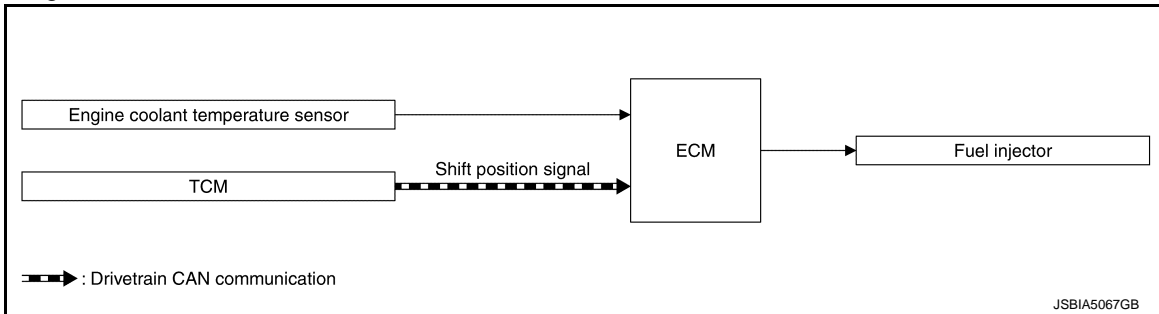 Engine coolant temperature sensor
TCM
Shift position signal
ECM
Fuel injector
: Drivetrain CAN communication
JSBIA5067GB